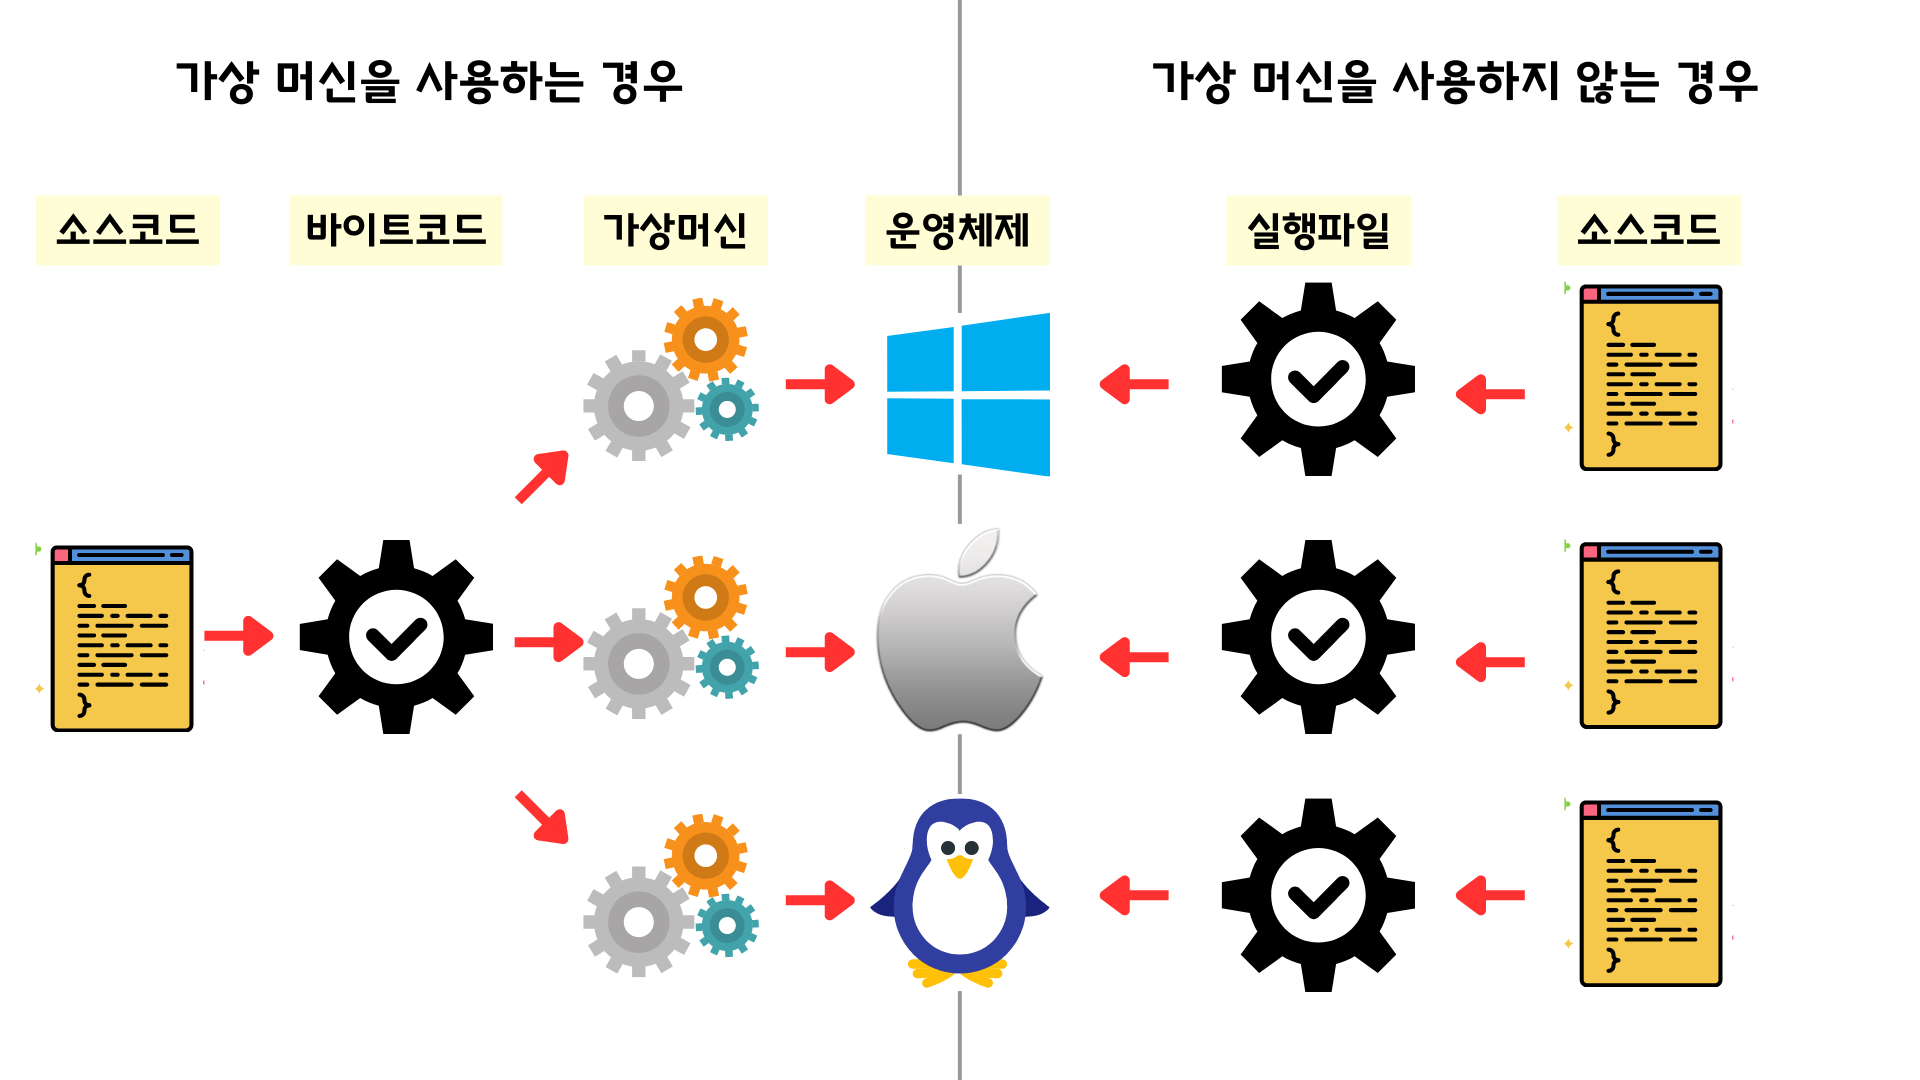 가상 머신을 사용하는 경우
가상 머신을 사용하지 않는 경우
소스코드
바이트코드
가상머신
운영체제
실행파일
소스코드